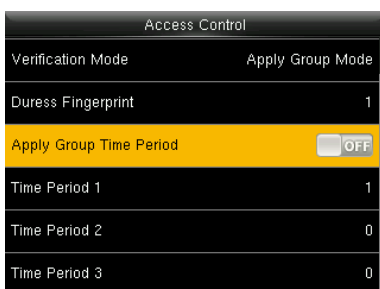 Access Control
Verification Mode Apply Group Mode
Duress Fingerprint 1
Apply Group Time Period OFF
Time Period 1 1
Time Period 2 0
Time Period 3 0